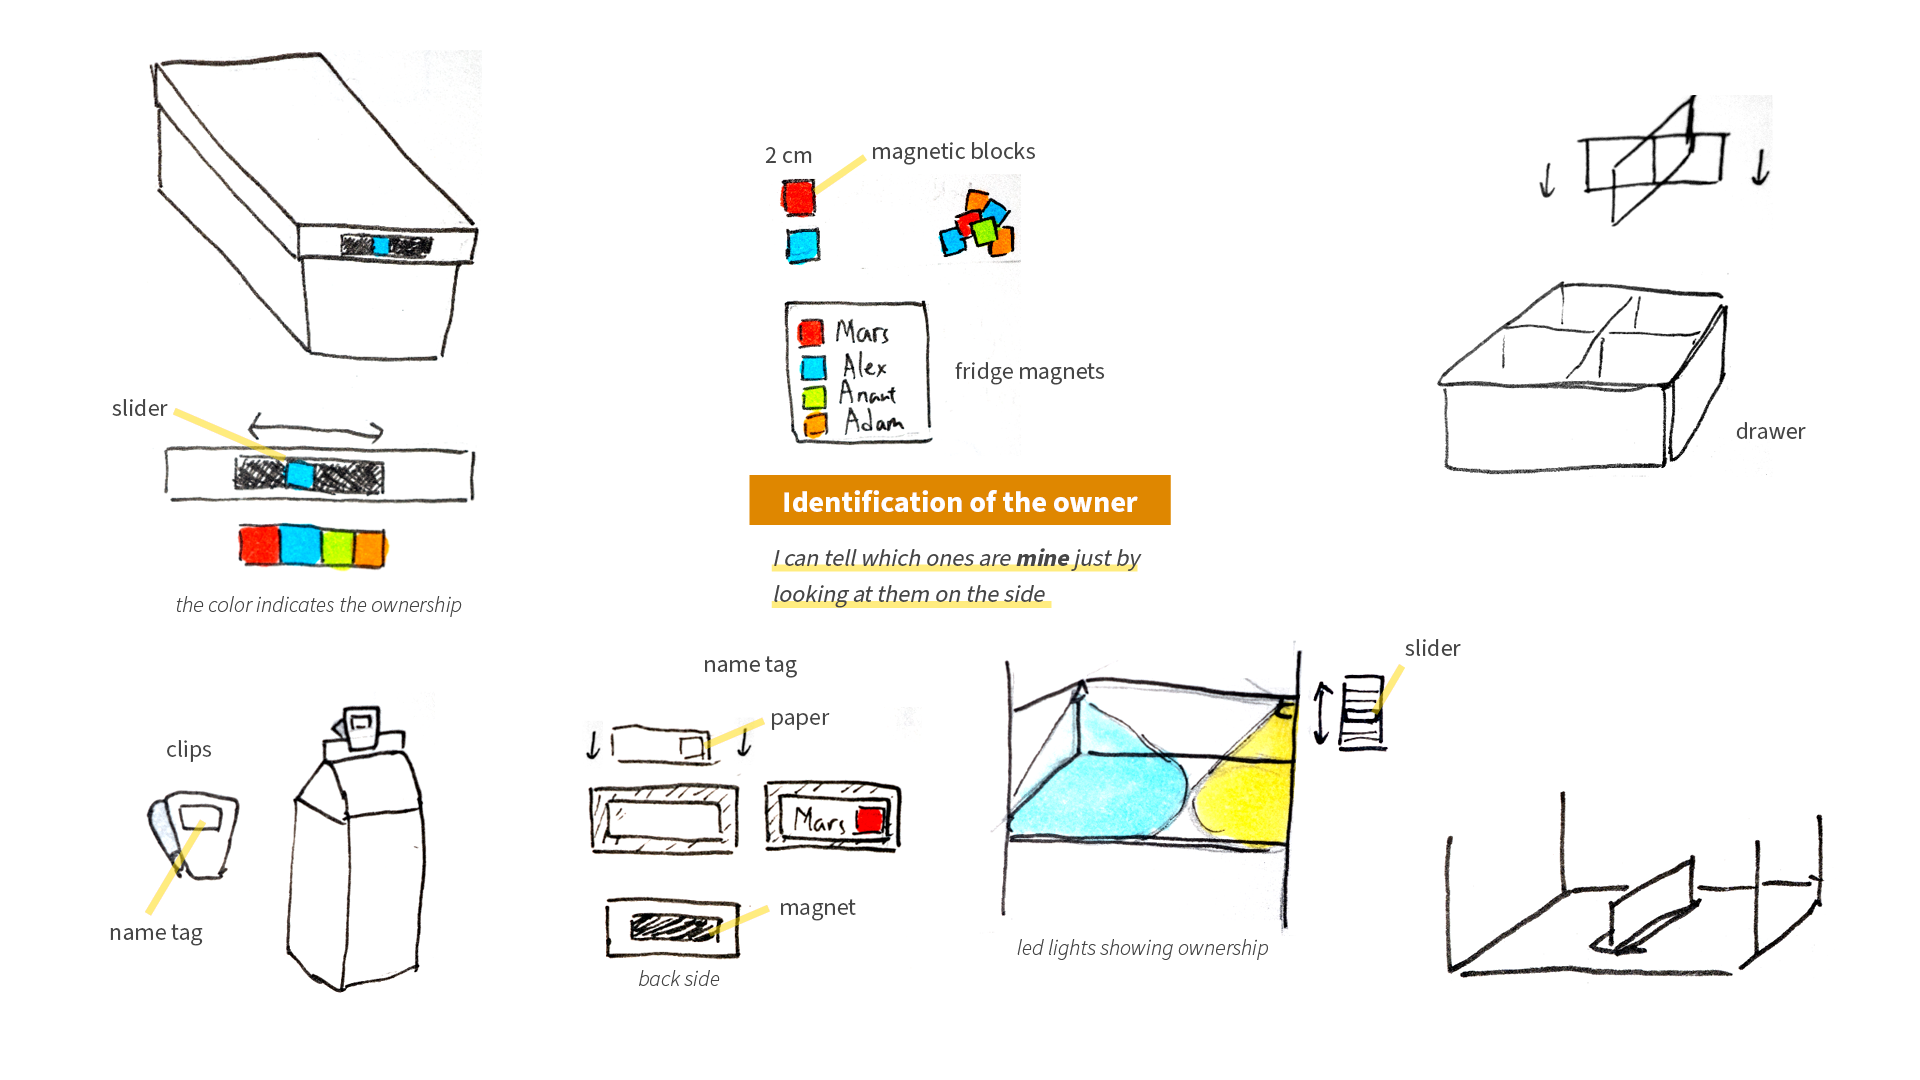 2 cm
magnetic blocks
Mars
Alex
Anant
Adam
fridge magnets
slider
the color indicates the ownership
drawer
Identification of the owner
I can tell which ones are mine just by
looking at them on the side
clips
name tag
name tag
paper
Mars
magnet
back side
slider
led lights showing ownership